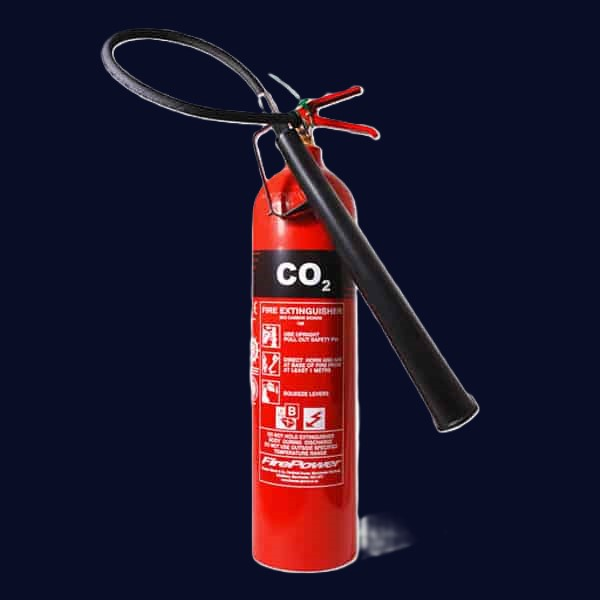 CO2
FIRE EXTINGUISHER
USE UPRIGHT
PULL OUT SAFETY PIN
DIRECT HORN AND
AT BASE OF FIRE FROM
AT LEAST 1 METRE
SQUEEZE LEVERS
B
DO NOT HOLD EXTINGUISHER
BODY DURING DISCHARGE
DO NOT USE OUTSIDE SPECIFIED
TEMPERATURE RANGE
FirePower